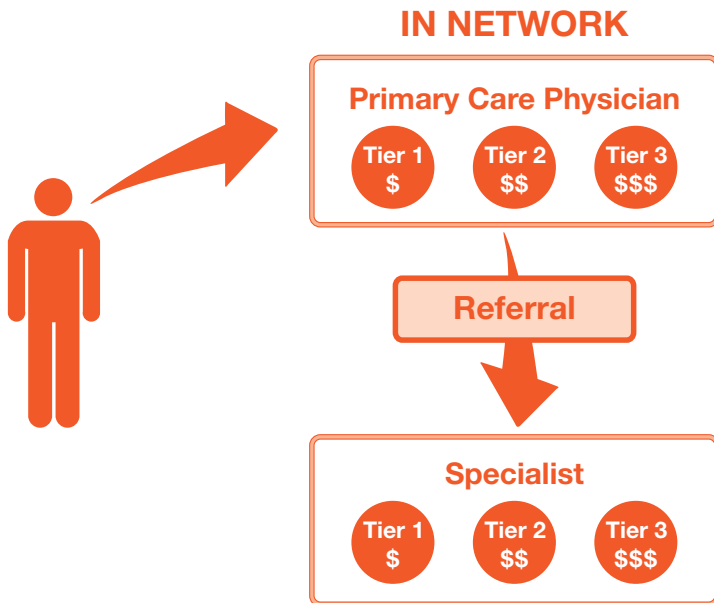 IN NETWORK
Primary Care Physician
Tier 1
$
Tier 2
$$
Tier 3
$$$
Referral
Specialist
Tier 1
$
Tier 2
$$
Tier 3
$$$